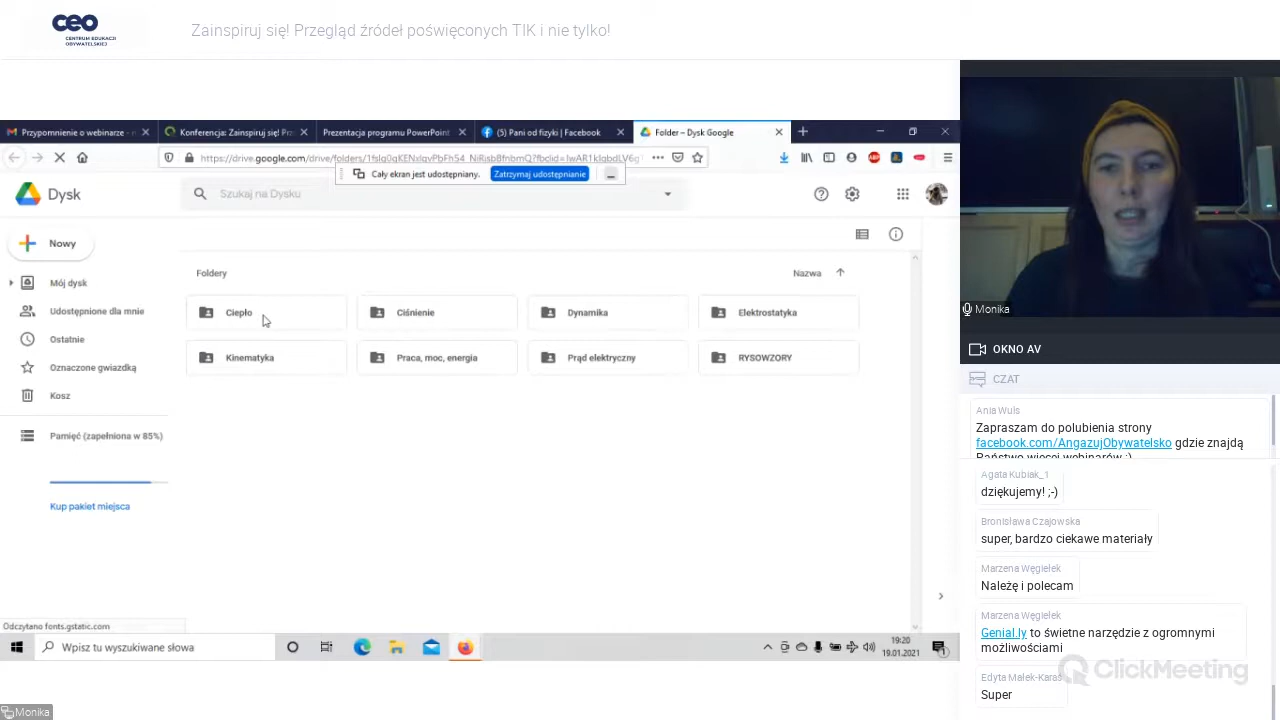 ceo
CENTRUM EDUKACJI
OBYWATELSKIEJ
Zainspiruj się! Przegląd źródeł poświęconych TIK i nie tylko!
Przypomnienie o webinarze - r
Konferencja: Zainspiruj się! Prz
Prezentacja programu PowerPoint
(5) Pani od fizyki | Facebook
Folder – Dysk Google
Cały ekran jest udostępniany.
Zatrzymaj udostępnianie
Dysk
Szukaj na Dysku
Nowy
Mój dysk
Udostępnione dla mnie
Ostatnie
Oznaczone gwiazdką
Kosz
Pamięć (zapełniona w 85%)
Kup pakiet miejsca
Foldery
Nazwa
Ciepło
Ciśnienie
Dynamika
Elektrostatyka
Kinematyka
Praca, moc, energia
Prąd elektryczny
RYSOWZORY
Odczytano fonts.gstatic.com
Wpisz tu wyszukiwane słowa
19:20
19.01.2021
Monika
Monika
OKNO AV
CZAT
Ania Wuls
Zapraszam do polubienia strony
facebook.com/AngazujObywatelsko gdzie znajdą
Państwo więcej webinarów :)
Agata Kubiak_1
dziękujemy! ;-)
Bronisława Czajowska
super, bardzo ciekawe materiały
Marzena Węgiełek
Należę i polecam
Marzena Węgiełek
Genial.ly to świetne narzędzie z ogromnymi
możliwościami
Edyta Małek-Karaś
Super
ClickMeeting